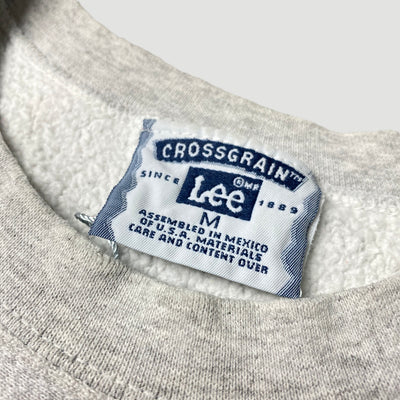 CROSSGRAIN™
SINCE Lee ®MR 1889
M
ASSEMBLED IN MEXICO
OF U.S.A. MATERIALS
CARE AND CONTENT OVER